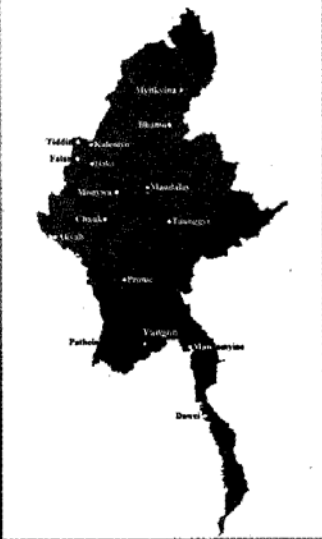 Myitkyina
Bhamo
Tiddim
Kalemyo
Falam
Haka
Monywa
Mandalay
Chauk
Taunggyi
Akyab
Prome
Yangon
Pathein
Mawlamyine
Dawei